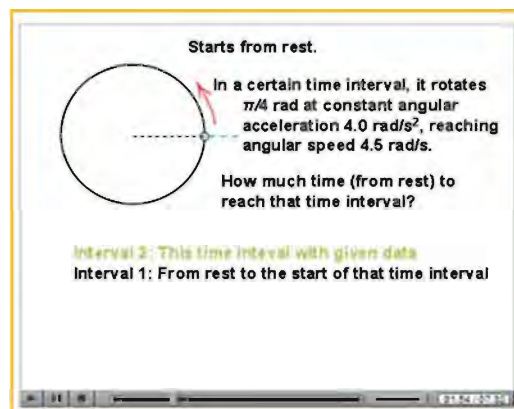 Starts from rest.
In a certain time interval, it rotates
π/4 rad at constant angular
acceleration 4.0 rad/s², reaching
angular speed 4.5 rad/s.
How much time (from rest) to
reach that time interval?
Interval 2: This time inteval with given data
Interval 1: From rest to the start of that time interval